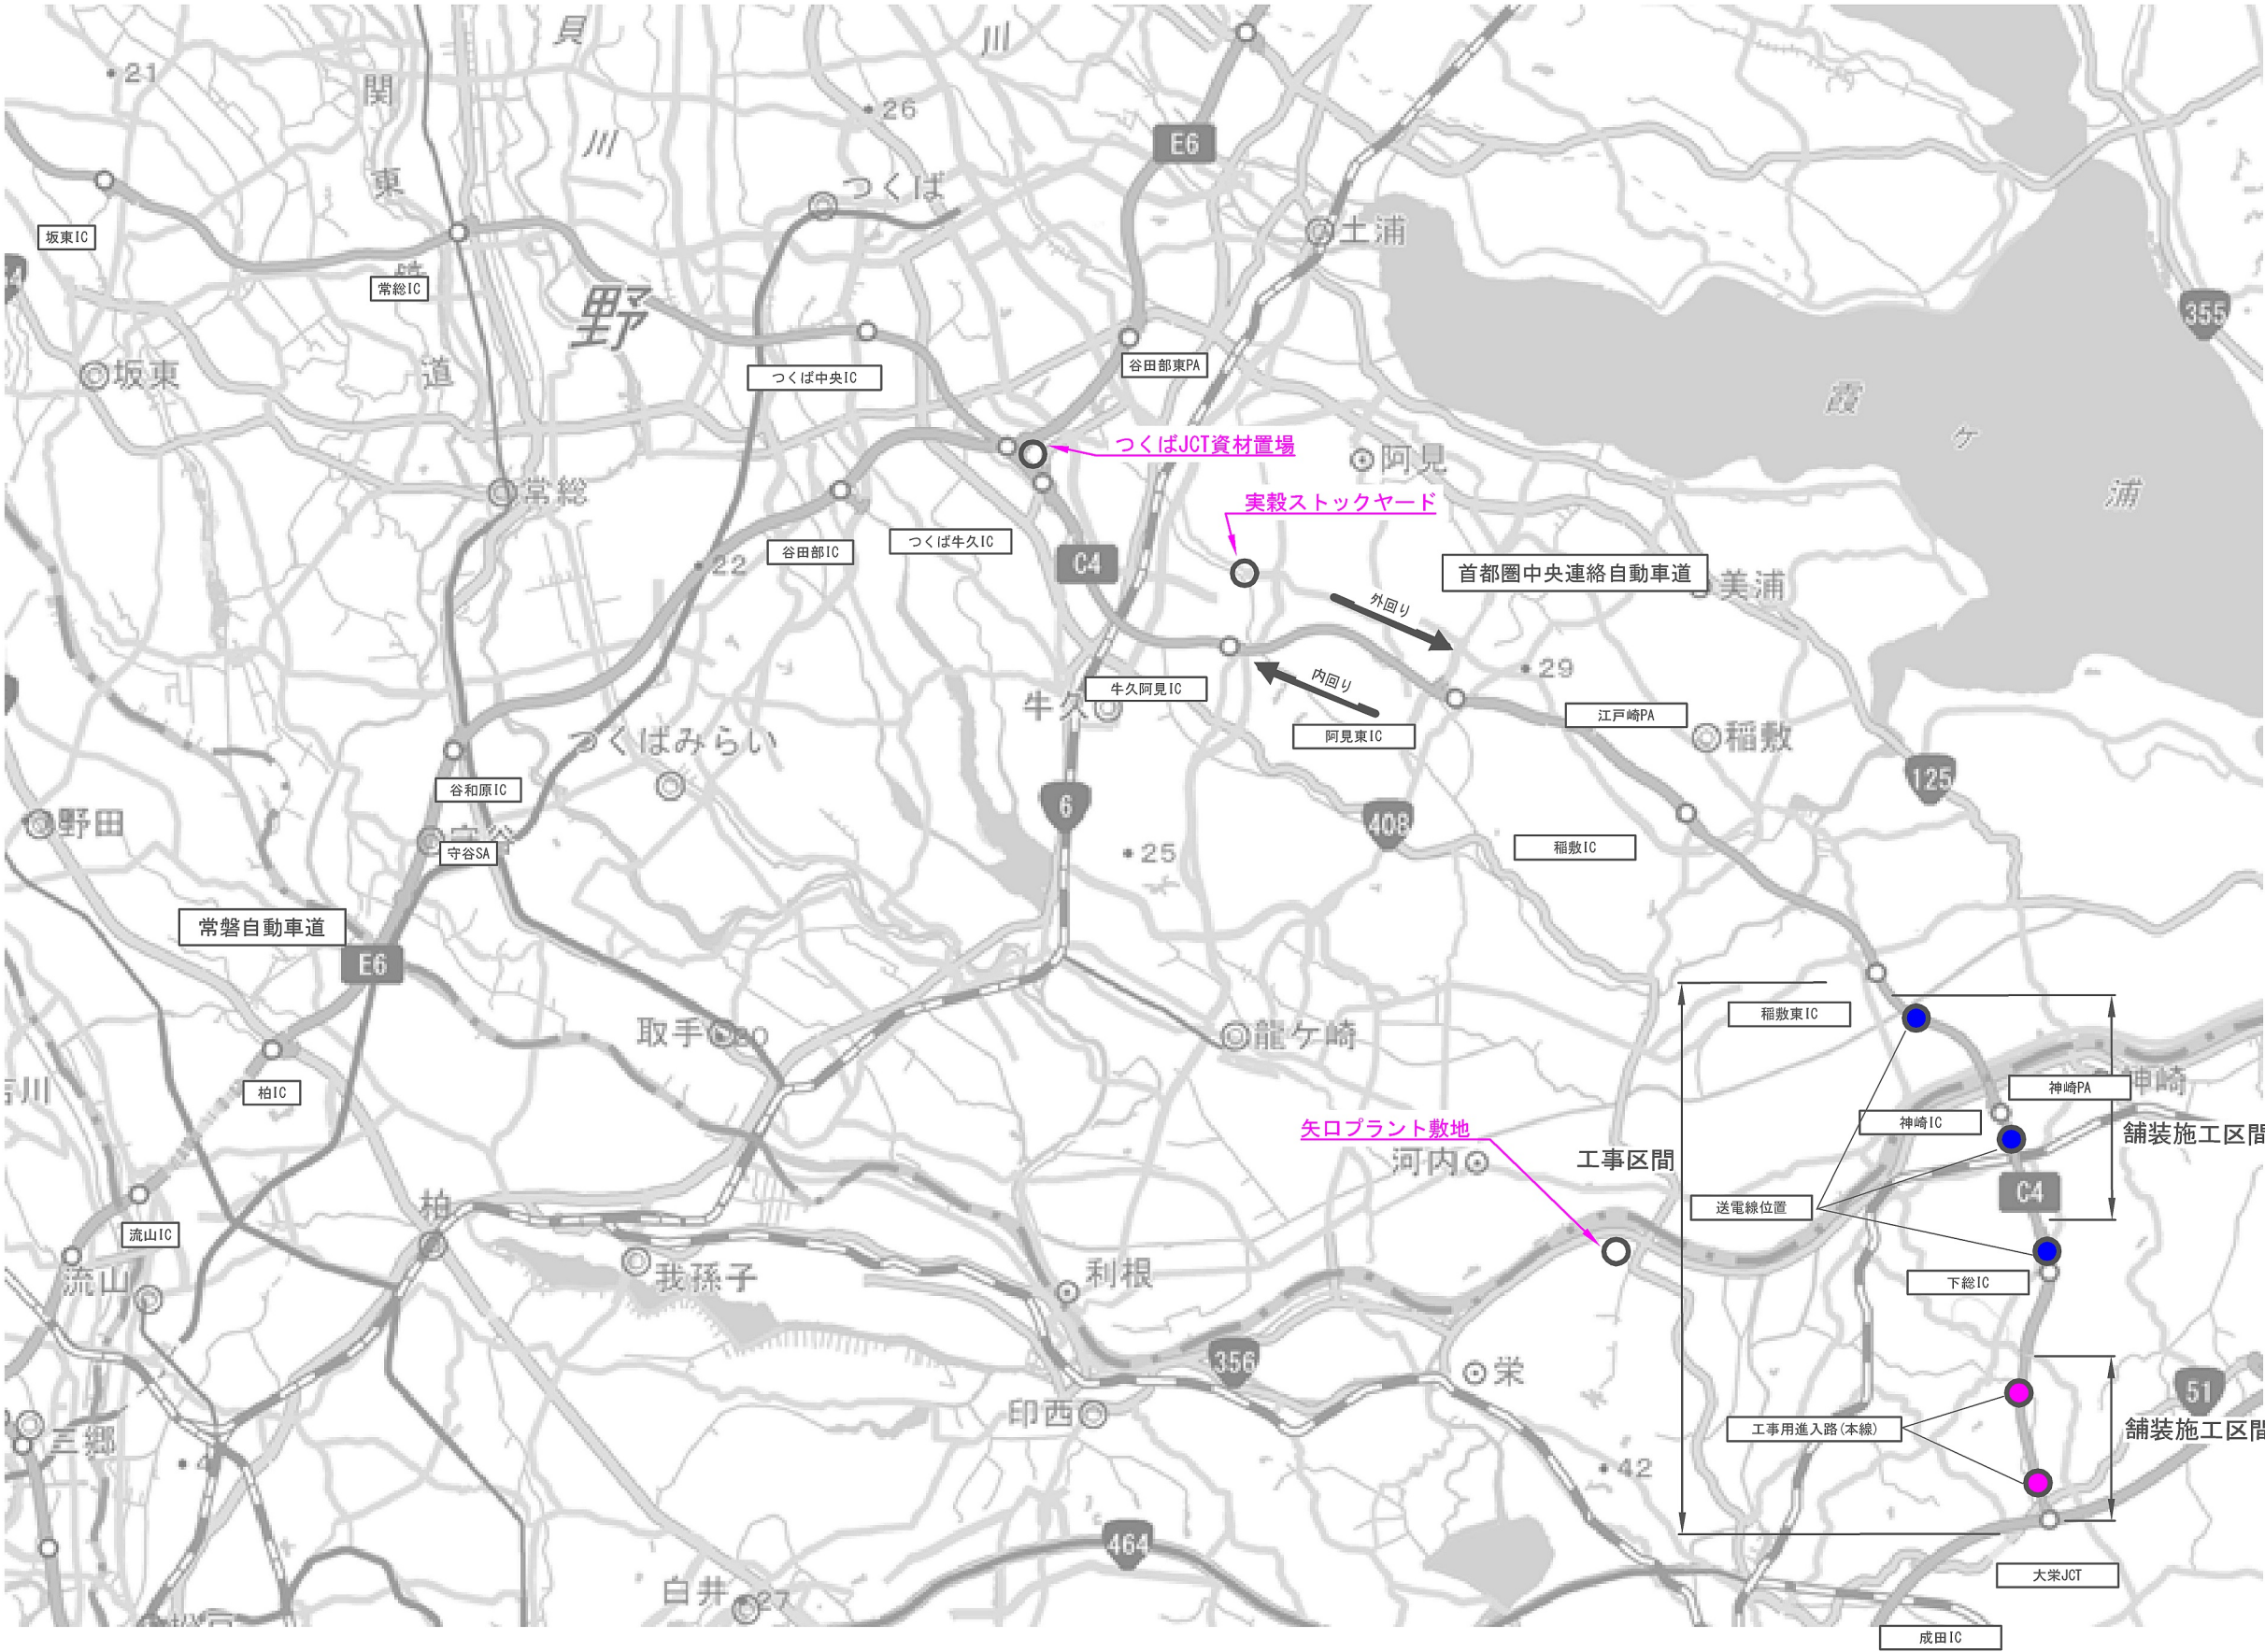 貝
川
関
21
26
川
E6
東
つくば
土浦
坂東IC
常総IC
野
355
谷田部東PA
坂東
道
つくば中央IC
霞
ケ
浦
つくばJCT資材置場
阿見
常総
実穀ストックヤード
つくば牛久IC
谷田部IC
22
C4
首都圏中央連絡自動車道
美浦
外回り
29
内回り
牛久阿見IC
牛久
江戸崎PA
阿見東IC
稲敷
つくばみらい
125
谷和原IC
6
408
野田
守谷
守谷SA
25
稲敷IC
常磐自動車道
E6
稲敷東IC
取手
龍ケ崎
柏IC
神崎PA
神崎
神崎IC
矢口プラント敷地
河内
工事区間
舗装施工区間
C4
柏
送電線位置
流山IC
流山
我孫子
利根
下総IC
356
栄
51
印西
工事用進入路(本線)
舗装施工区間
三郷
42
464
大栄JCT
白井
27
成田IC